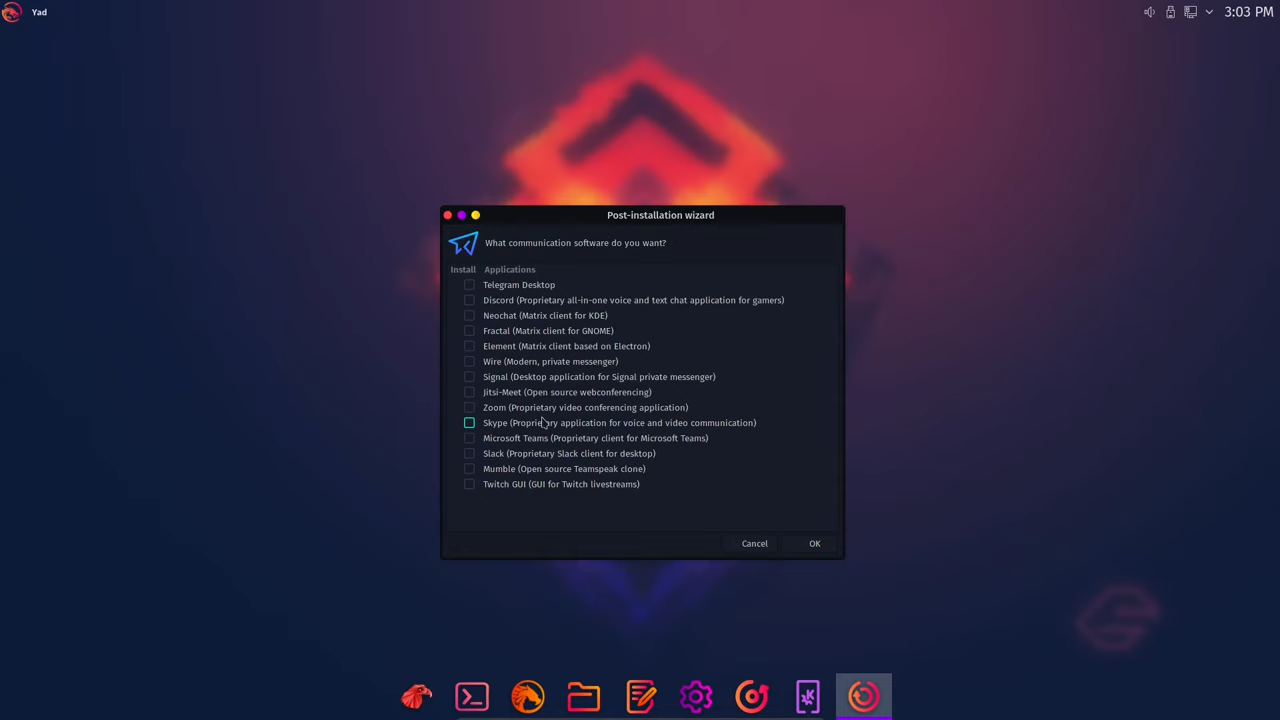 Yad
3:03 PM
Post-installation wizard
What communication software do you want?
Install Applications
Telegram Desktop
Discord (Proprietary all-in-one voice and text chat application for gamers)
Neochat (Matrix client for KDE)
Fractal (Matrix client for GNOME)
Element (Matrix client based on Electron)
Wire (Modern, private messenger)
Signal (Desktop application for Signal private messenger)
Jitsi-Meet (Open source webconferencing)
Zoom (Proprietary video conferencing application)
Skype (Proprietary application for voice and video communication)
Microsoft Teams (Proprietary client for Microsoft Teams)
Slack (Proprietary Slack client for desktop)
Mumble (Open source Teamspeak clone)
Twitch GUI (GUI for Twitch livestreams)
Cancel OK